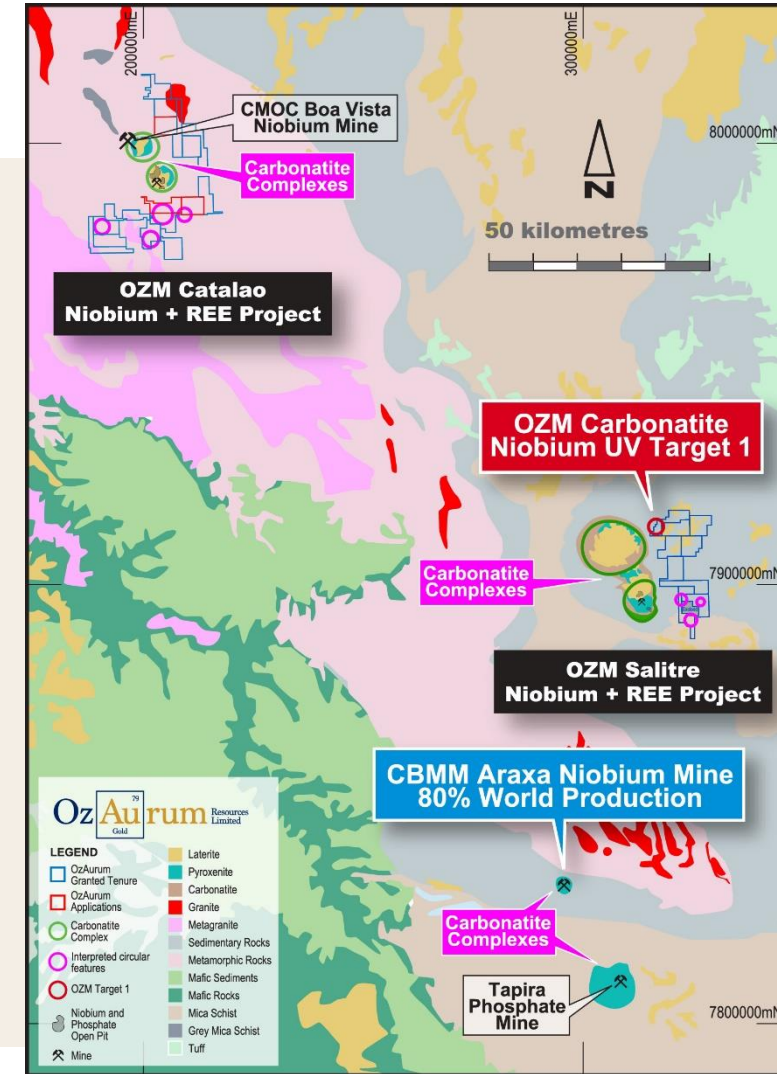 200000mE
300000mE
CMOC Boa Vista
Niobium Mine
8000000mN
Carbonatite
Complexes
N
50 kilometres
OZM Catalao
Niobium + REE Project
OZM Carbonatite
Niobium UV Target 1
Carbonatite
Complexes
7900000mN
OZM Salitre
Niobium + REE Project
CBMM Araxa Niobium Mine
80% World Production
Carbonatite
Complexes
Tapira
Phosphate
Mine
7800000mN
79
OzAurum Resources
Limited
Gold
LEGEND
OzAurum
Granted Tenure
OzAurum
Applications
Carbonatite
Complex
Interpreted circular
features
OZM Target 1
Niobium and
Phosphate
Open Pit
Mine
Laterite
Pyroxenite
Carbonatite
Granite
Metagranite
Sedimentary Rocks
Metamorphic Rocks
Mafic Sediments
Mafic Rocks
Mica Schist
Grey Mica Schist
Tuff